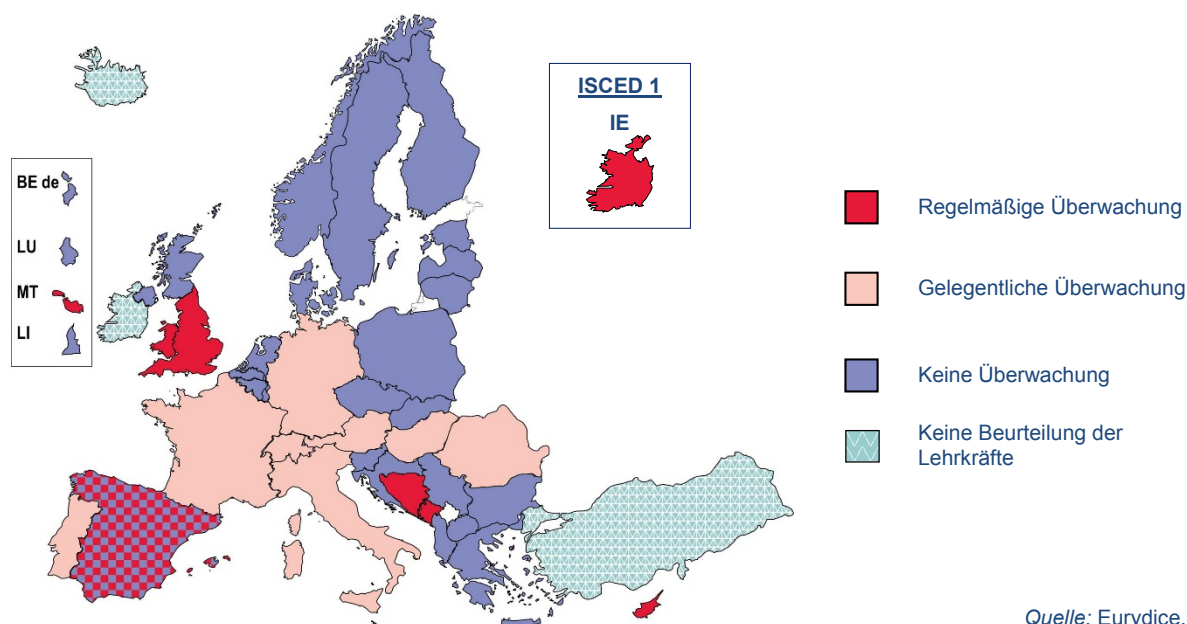 ISCED 1
IE
BE de
LU
MT
LI
Regelmäßige Überwachung
Gelegentliche Überwachung
Keine Überwachung
Keine Beurteilung der
Lehrkräfte
Quelle: Eurydice.